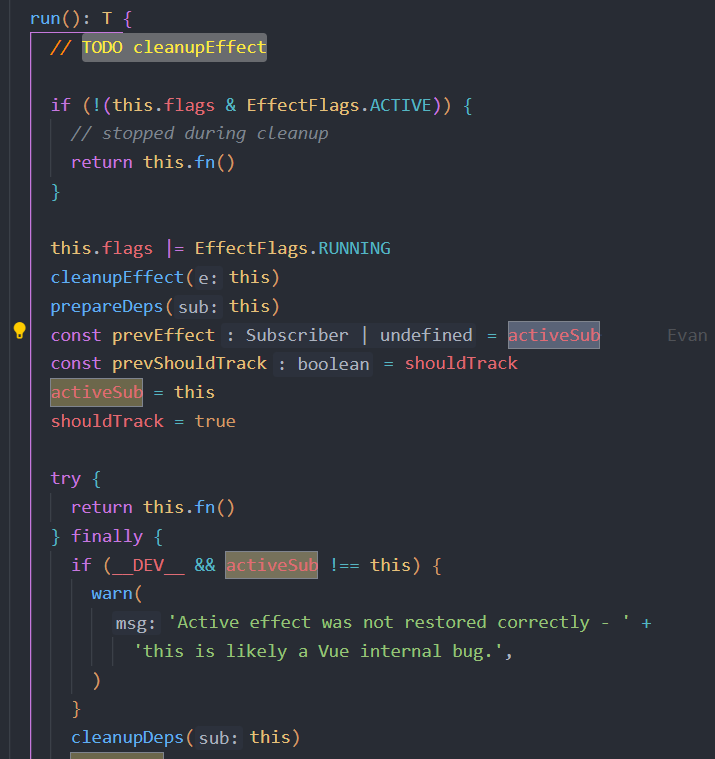 run(): T {
// TODO cleanupEffect
if (!(this.flags & EffectFlags.ACTIVE)) {
// stopped during cleanup
return this.fn()
}
this.flags |= EffectFlags.RUNNING
cleanupEffect(e: this)
prepareDeps(sub: this)
const prevEffect : Subscriber | undefined = activeSub Evan
const prevShouldTrack : boolean = shouldTrack
activeSub = this
shouldTrack = true
try {
return this.fn()
} finally {
if (__DEV__ && activeSub !== this) {
warn(
msg: 'Active effect was not restored correctly - ' +
'this is likely a Vue internal bug.',
)
}
cleanupDeps(sub: this)